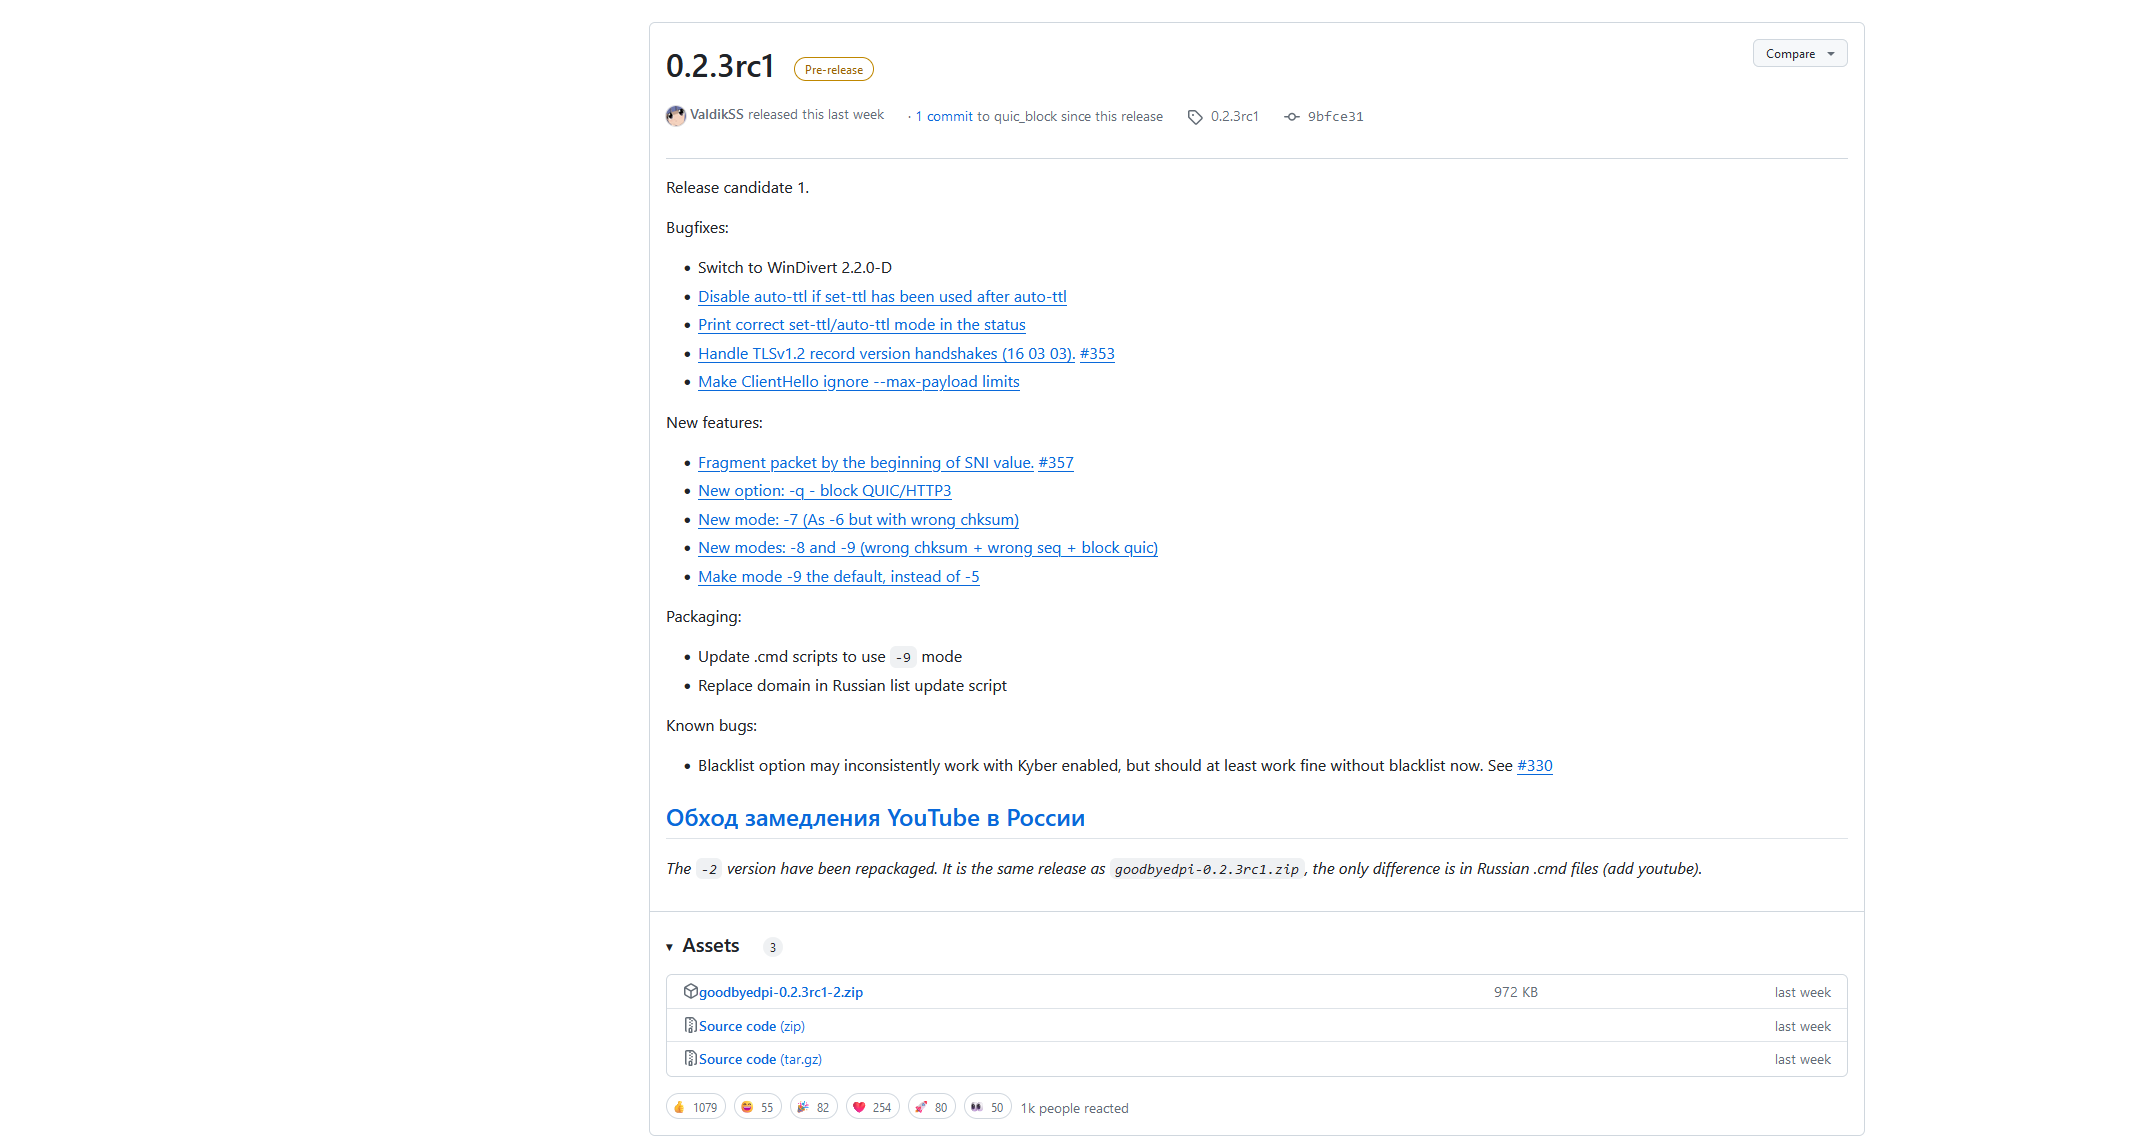 0.2.3rc1 Pre-release Compare
ValdikSS released this last week · 1 commit to quic_block since this release 0.2.3rc1 9bfce31
Release candidate 1.
Bugfixes:
• Switch to WinDivert 2.2.0-D
• Disable auto-ttl if set-ttl has been used after auto-ttl
• Print correct set-ttl/auto-ttl mode in the status
• Handle TLSv1.2 record version handshakes (16 03 03). #353
• Make ClientHello ignore --max-payload limits
New features:
• Fragment packet by the beginning of SNI value. #357
• New option: -q - block QUIC/HTTP3
• New mode: -7 (As -6 but with wrong chksum)
• New modes: -8 and -9 (wrong chksum + wrong seq + block quic)
• Make mode -9 the default, instead of -5
Packaging:
• Update .cmd scripts to use -9 mode
• Replace domain in Russian list update script
Known bugs:
• Blacklist option may inconsistently work with Kyber enabled, but should at least work fine without blacklist now. See #330
Обход замедления YouTube в России
The -2 version have been repackaged. It is the same release as goodbyedpi-0.2.3rc1.zip, the only difference is in Russian .cmd files (add youtube).
Assets 3
goodbyedpi-0.2.3rc1-2.zip 972 KB last week
Source code (zip) last week
Source code (tar.gz) last week
1079 55 82 254 80 50 1k people reacted